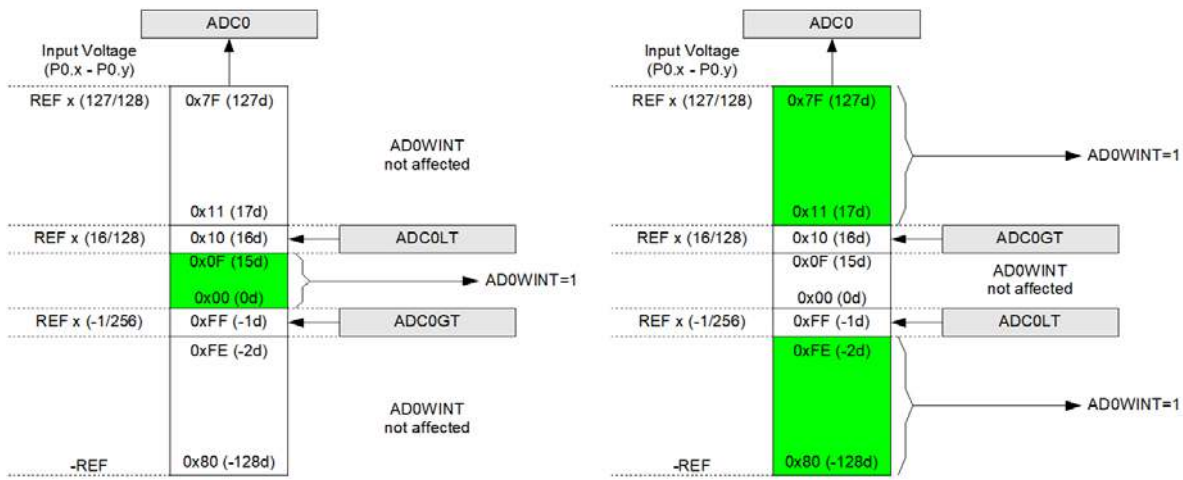 ADC0
Input Voltage
(P0.x - P0.y)
REF x (127/128)
0x7F (127d)
AD0WINT
not affected
0x11 (17d)
REF x (16/128)
0x10 (16d)
ADC0LT
0x0F (15d)
AD0WINT=1
0x00 (0d)
REF x (-1/256)
0xFF (-1d)
ADC0GT
0xFE (-2d)
AD0WINT
not affected
-REF
0x80 (-128d)
ADC0
Input Voltage
(P0.x - P0.y)
REF x (127/128)
0x7F (127d)
AD0WINT=1
0x11 (17d)
REF x (16/128)
0x10 (16d)
ADC0GT
0x0F (15d)
AD0WINT
not affected
0x00 (0d)
REF x (-1/256)
0xFF (-1d)
ADC0LT
0xFE (-2d)
AD0WINT=1
-REF
0x80 (-128d)